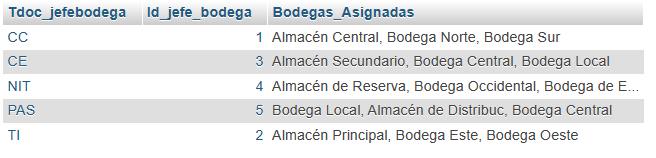 Tdoc_jefebodega Id_jefe_bodega Bodegas_Asignadas
CC 1 Almacén Central, Bodega Norte, Bodega Sur
CE 3 Almacén Secundario, Bodega Central, Bodega Local
NIT 4 Almacén de Reserva, Bodega Occidental, Bodega de E...
PAS 5 Bodega Local, Almacén de Distribuc, Bodega Central
TI 2 Almacén Principal, Bodega Este, Bodega Oeste